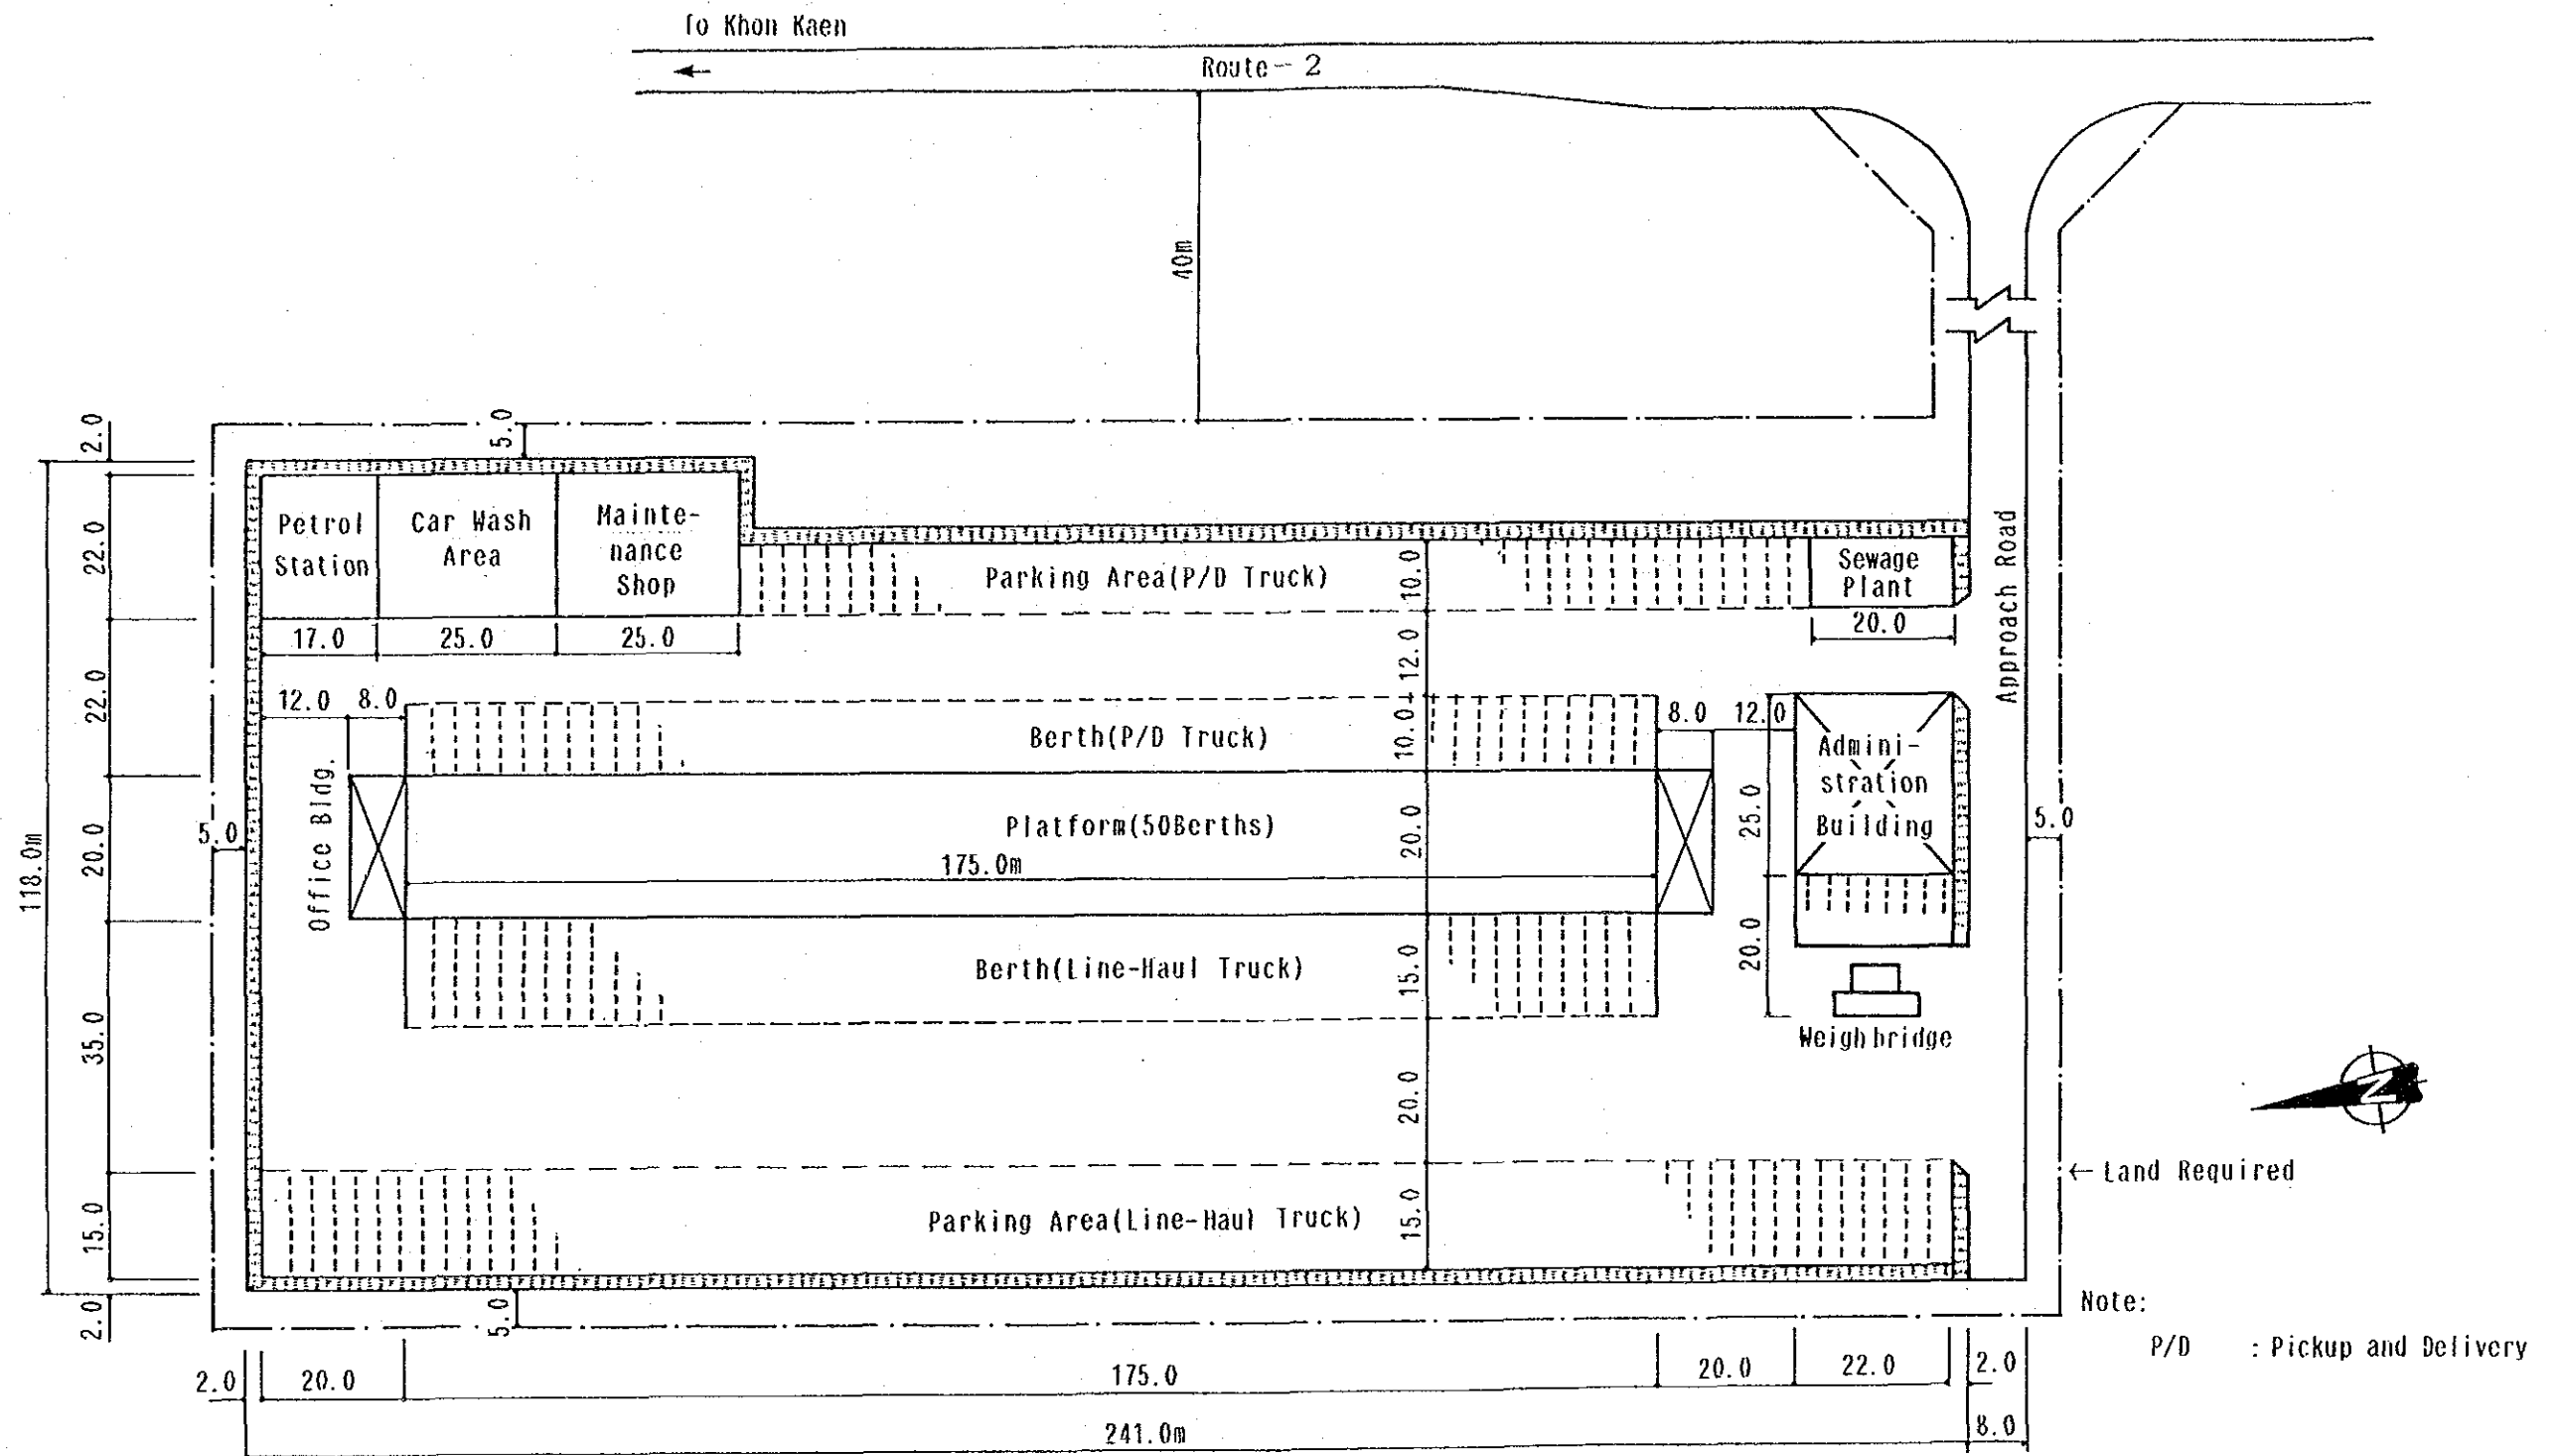 To Khon Kaen
←
Route-2
40m
2.0
5.0
118.0m
22.0
22.0
20.0
35.0
15.0
2.0
Petrol
Station
Car Wash
Area
Mainte-
nance
Shop
17.0
25.0
25.0
Parking Area(P/D Truck)
10.0
Sewage
Plant
20.0
Approach Road
12.0
12.0
8.0
Berth(P/D Truck)
10.0
8.0
12.0
Office Bldg.
5.0
Platform(50Berths)
175.0m
20.0
Admini-
stration
Building
25.0
20.0
5.0
Berth(Line-Haul Truck)
15.0
Weighbridge
20.0
N
← Land Required
Parking Area(Line-Haul Truck)
15.0
5.0
Note:
P/D : Pickup and Delivery
2.0
20.0
175.0
20.0
22.0
2.0
241.0m
8.0